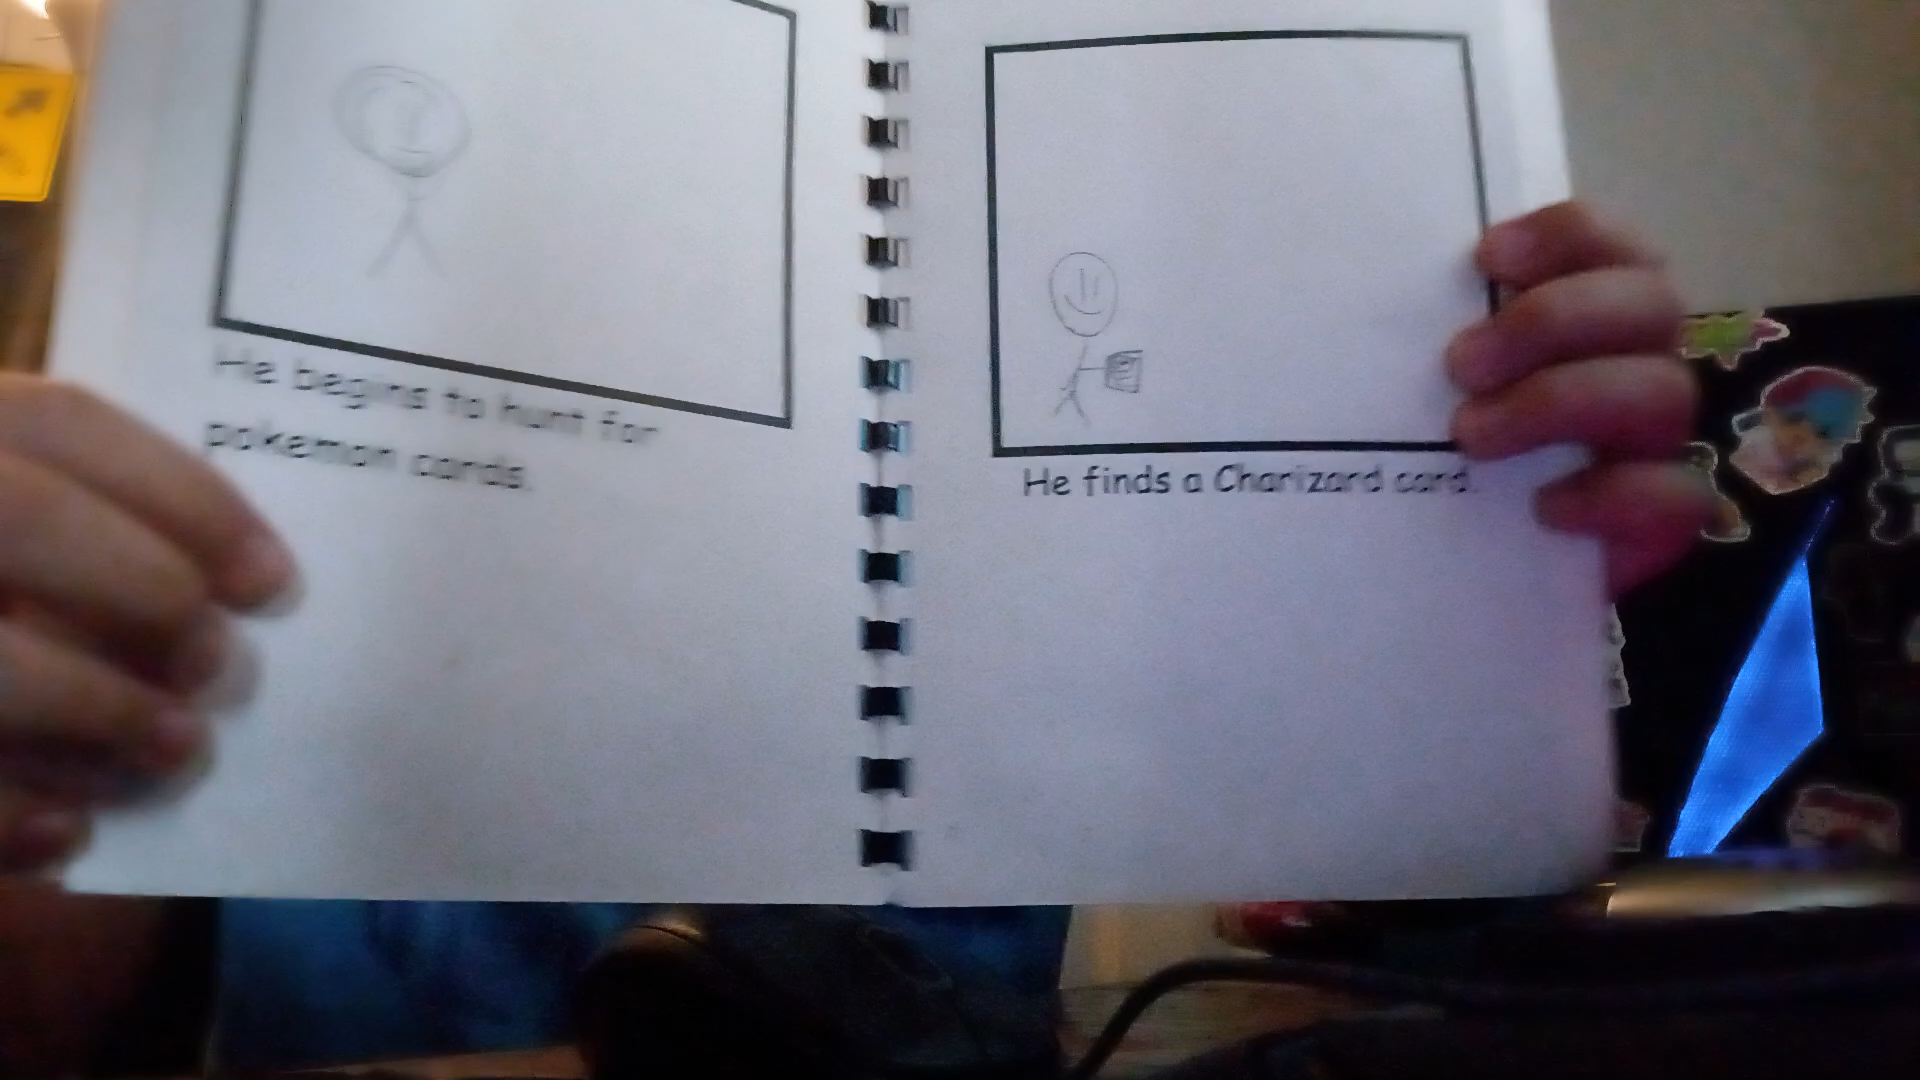 He begins to hunt for
pokemon cards.
He finds a Charizard card.